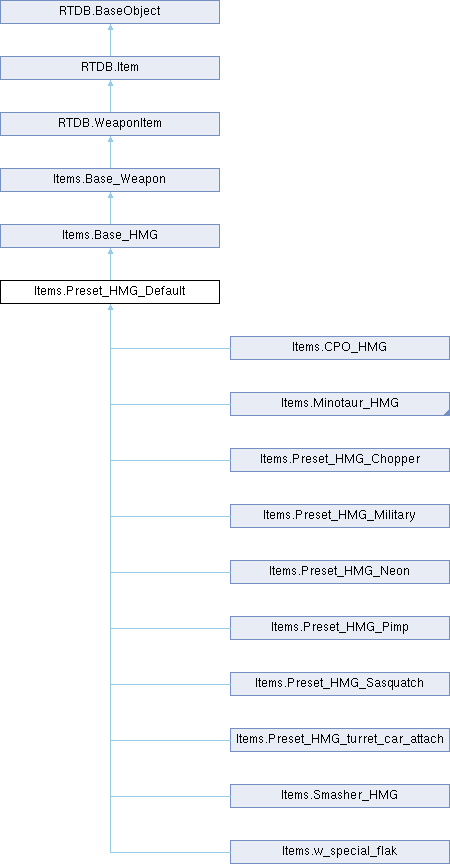 RTDB.BaseObject
RTDB.Item
RTDB.WeaponItem
Items.Base_Weapon
Items.Base_HMG
Items.Preset_HMG_Default
Items.CPO_HMG
Items.Minotaur_HMG
Items.Preset_HMG_Chopper
Items.Preset_HMG_Military
Items.Preset_HMG_Neon
Items.Preset_HMG_Pimp
Items.Preset_HMG_Sasquatch
Items.Preset_HMG_turret_car_attach
Items.Smasher_HMG
Items.w_special_flak